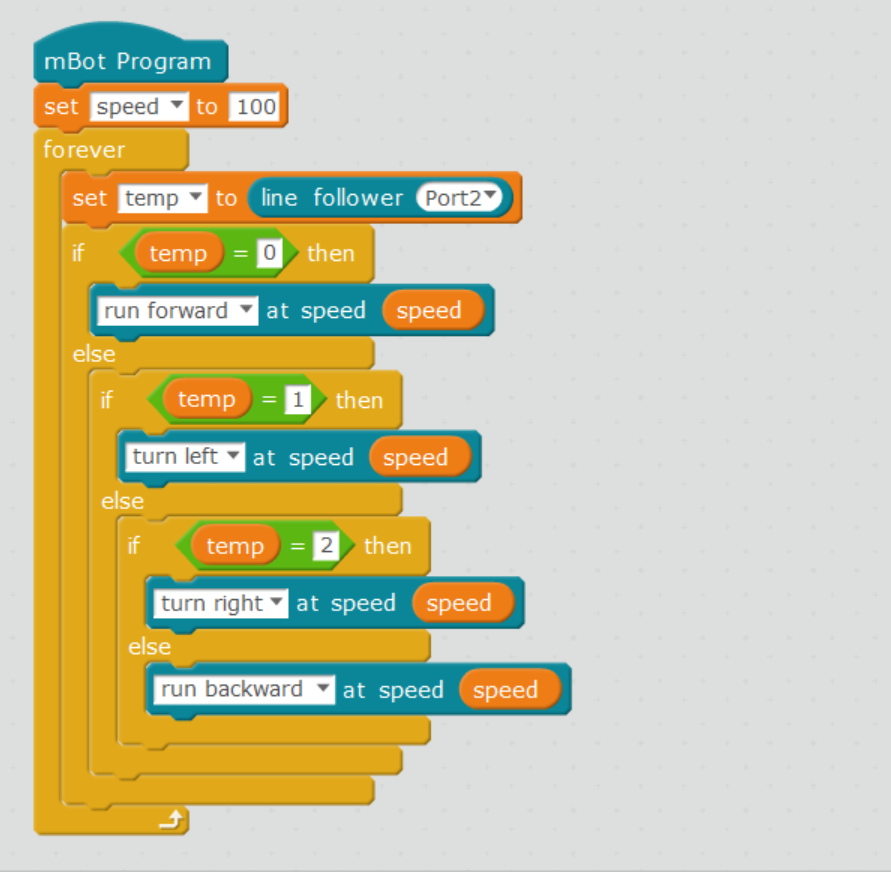 mBot Program
set speed to 100
forever
set temp to line follower Port2
if temp = 0 then
run forward at speed speed
else
if temp = 1 then
turn left at speed speed
else
if temp = 2 then
turn right at speed speed
else
run backward at speed speed